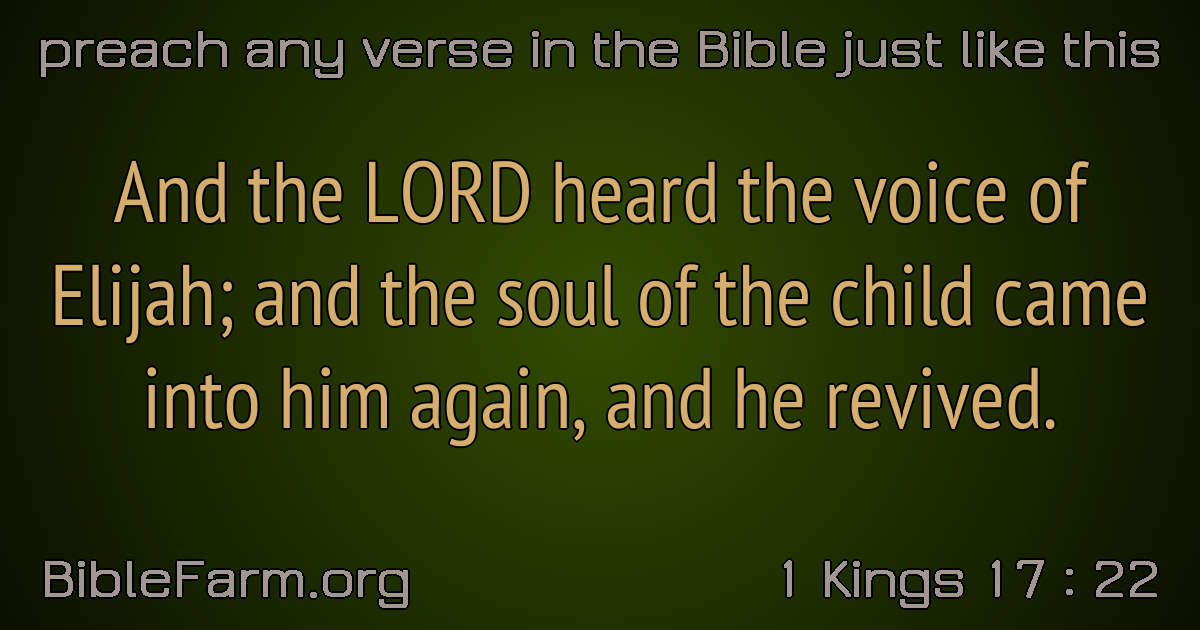 preach any verse in the Bible just like this
And the LORD heard the voice of
Elijah; and the soul of the child came
into him again, and he revived.
BibleFarm.org
1 Kings 17 : 22